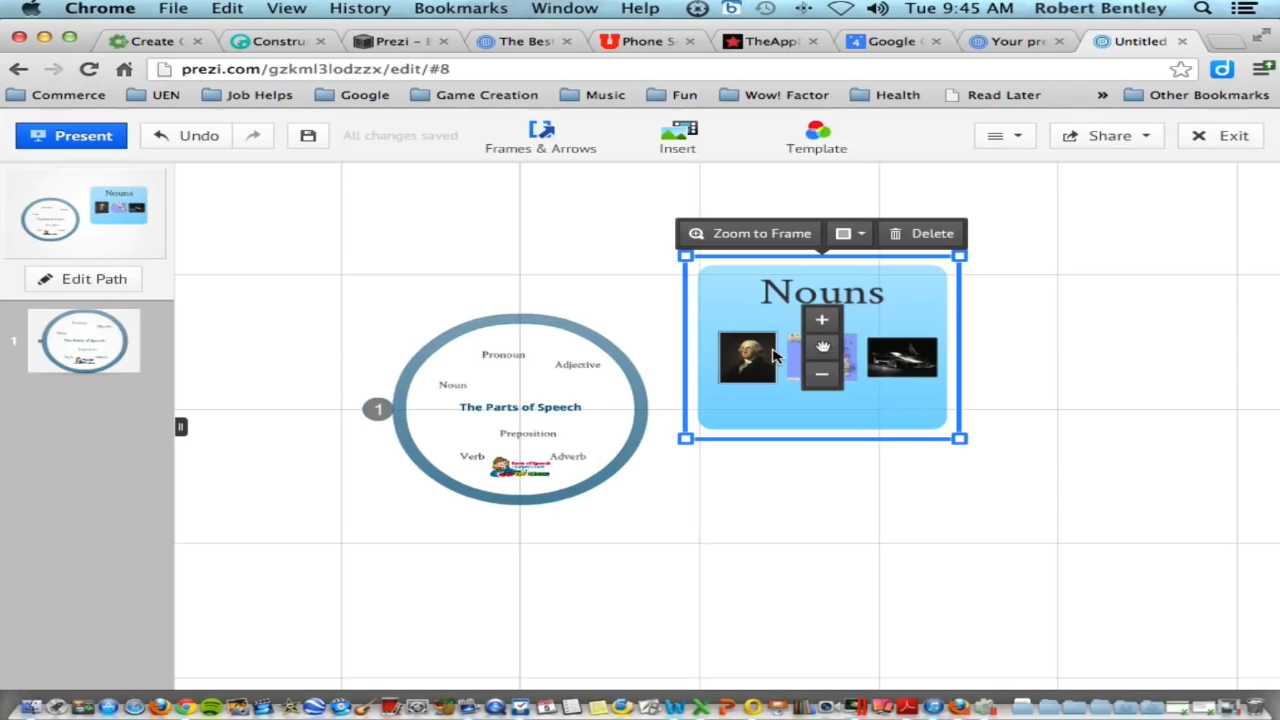 Chrome File Edit View History Bookmarks Window Help Tue 9:45 AM Robert Bentley
Create Constru Prezi - The Bes Phone S TheAppl Google Your pre Untitled
prezi.com/gzkml3lodzzx/edit/#8
Commerce UEN Job Helps Google Game Creation Music Fun Wow! Factor Health Read Later » Other Bookmarks
Present Undo All changes saved Frames & Arrows Insert Template Share Exit
Nouns
Edit Path
1
Zoom to Frame Delete
Nouns
Pronoun
Adjective
Noun
1 The Parts of Speech
Preposition
Verb Adverb